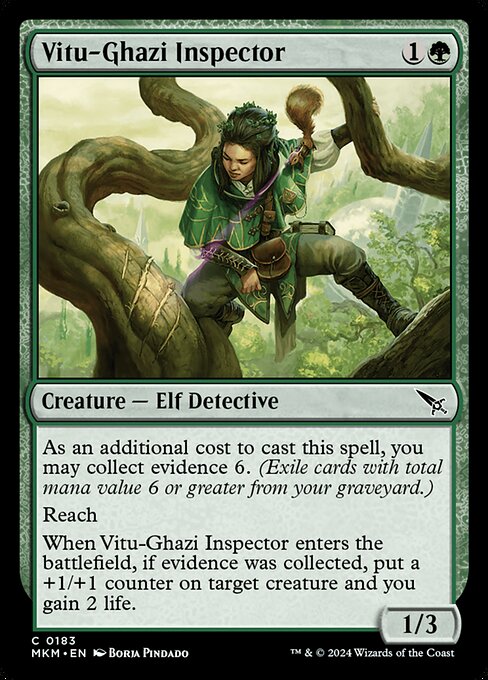 Vitu-Ghazi Inspector 1
Creature — Elf Detective
As an additional cost to cast this spell, you
may collect evidence 6. (Exile cards with total
mana value 6 or greater from your graveyard.)
Reach
When Vitu-Ghazi Inspector enters the
battlefield, if evidence was collected, put a
+1/+1 counter on target creature and you
gain 2 life.
1/3
C 0183
MKM • EN Borja Pindado
™ & © 2024 Wizards of the Coast